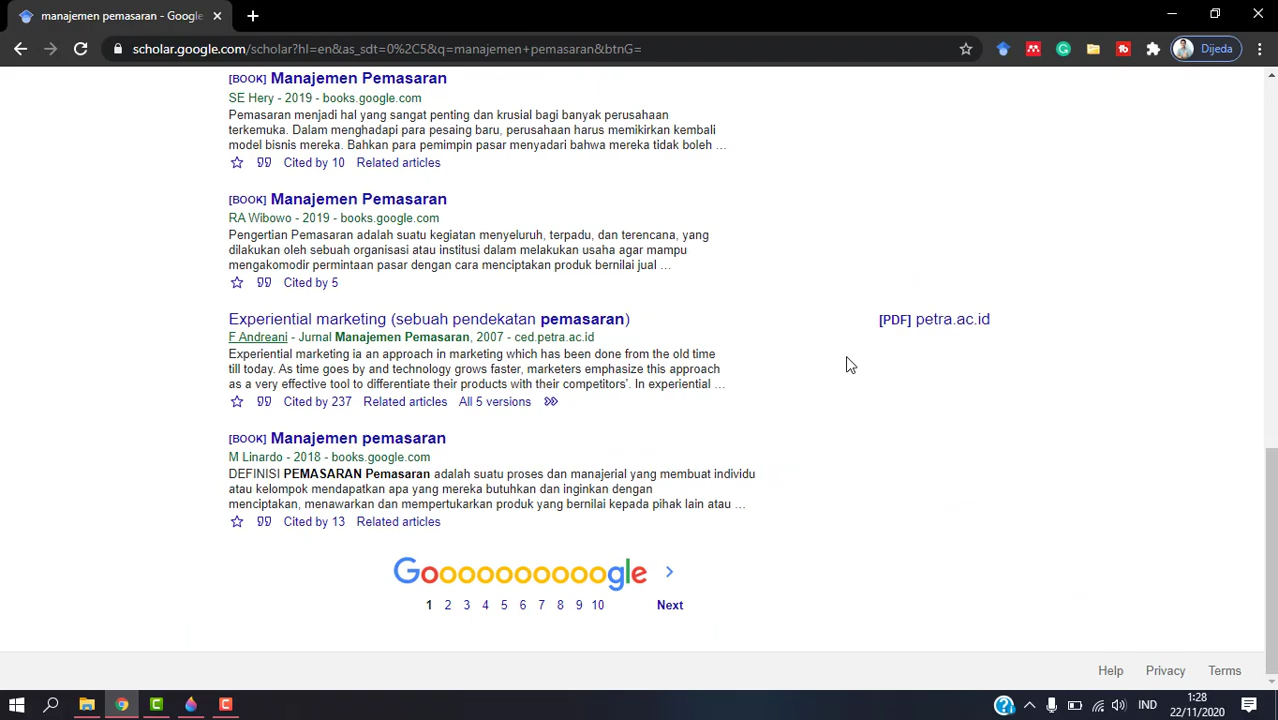 manajemen pemasaran - Google
scholar.google.com/scholar?hl=en&as_sdt=0%2C5&q=manajemen+pemasaran&btnG=
Dijeda
[BOOK] Manajemen Pemasaran
SE Hery - 2019 - books.google.com
Pemasaran menjadi hal yang sangat penting dan krusial bagi banyak perusahaan
terkemuka. Dalam menghadapi para pesaing baru, perusahaan harus memikirkan kembali
model bisnis mereka. Bahkan para pemimpin pasar menyadari bahwa mereka tidak boleh ...
Cited by 10 Related articles
[BOOK] Manajemen Pemasaran
RA Wibowo - 2019 - books.google.com
Pengertian Pemasaran adalah suatu kegiatan menyeluruh, terpadu, dan terencana, yang
dilakukan oleh sebuah organisasi atau institusi dalam melakukan usaha agar mampu
mengakomodir permintaan pasar dengan cara menciptakan produk bernilai jual ...
Cited by 5
Experiential marketing (sebuah pendekatan pemasaran) [PDF] petra.ac.id
F Andreani - Jurnal Manajemen Pemasaran, 2007 - ced.petra.ac.id
Experiential marketing ia an approach in marketing which has been done from the old time
till today. As time goes by and technology grows faster, marketers emphasize this approach
as a very effective tool to differentiate their products with their competitors'. In experiential ...
Cited by 237 Related articles All 5 versions
[BOOK] Manajemen pemasaran
M Linardo - 2018 - books.google.com
DEFINISI PEMASARAN Pemasaran adalah suatu proses dan manajerial yang membuat individu
atau kelompok mendapatkan apa yang mereka butuhkan dan inginkan dengan
menciptakan, menawarkan dan mempertukarkan produk yang bernilai kepada pihak lain atau ...
Cited by 13 Related articles
Goooooooooogle
1 2 3 4 5 6 7 8 9 10 Next
Help Privacy Terms
IND
1:28
22/11/2020